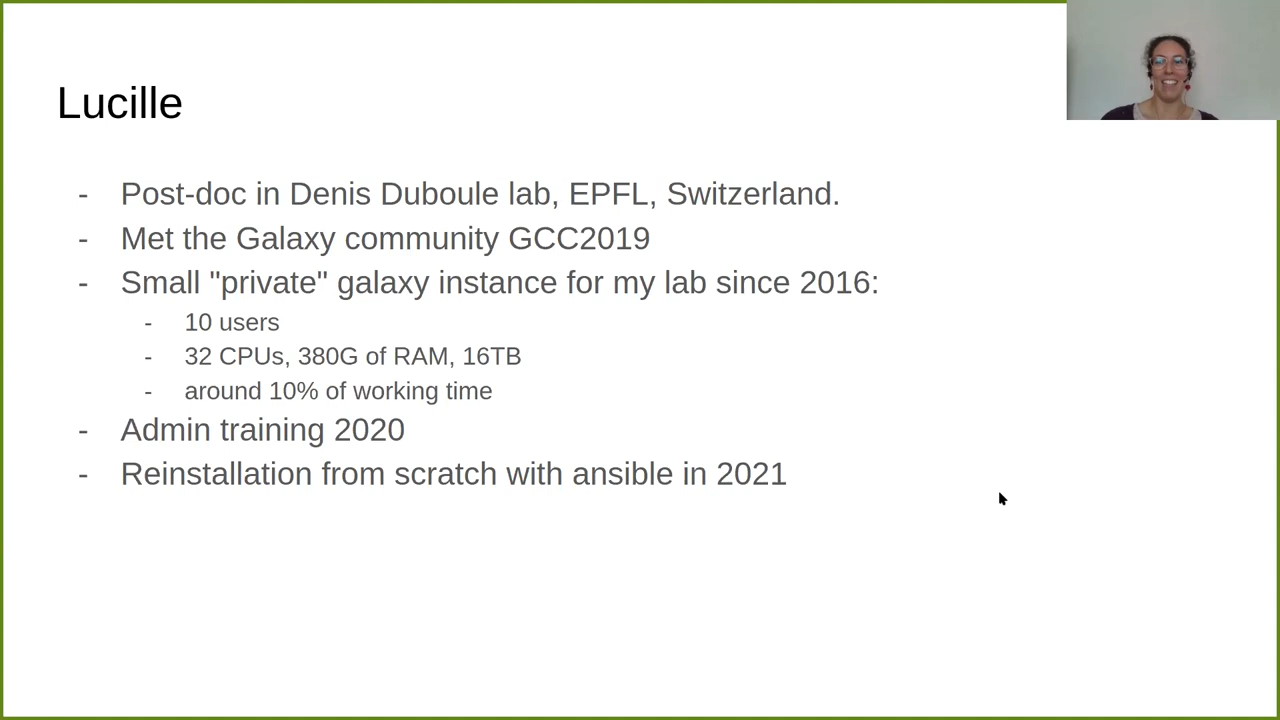 Lucille
- Post-doc in Denis Duboule lab, EPFL, Switzerland.
- Met the Galaxy community GCC2019
- Small "private" galaxy instance for my lab since 2016:
- 10 users
- 32 CPUs, 380G of RAM, 16TB
- around 10% of working time
- Admin training 2020
- Reinstallation from scratch with ansible in 2021